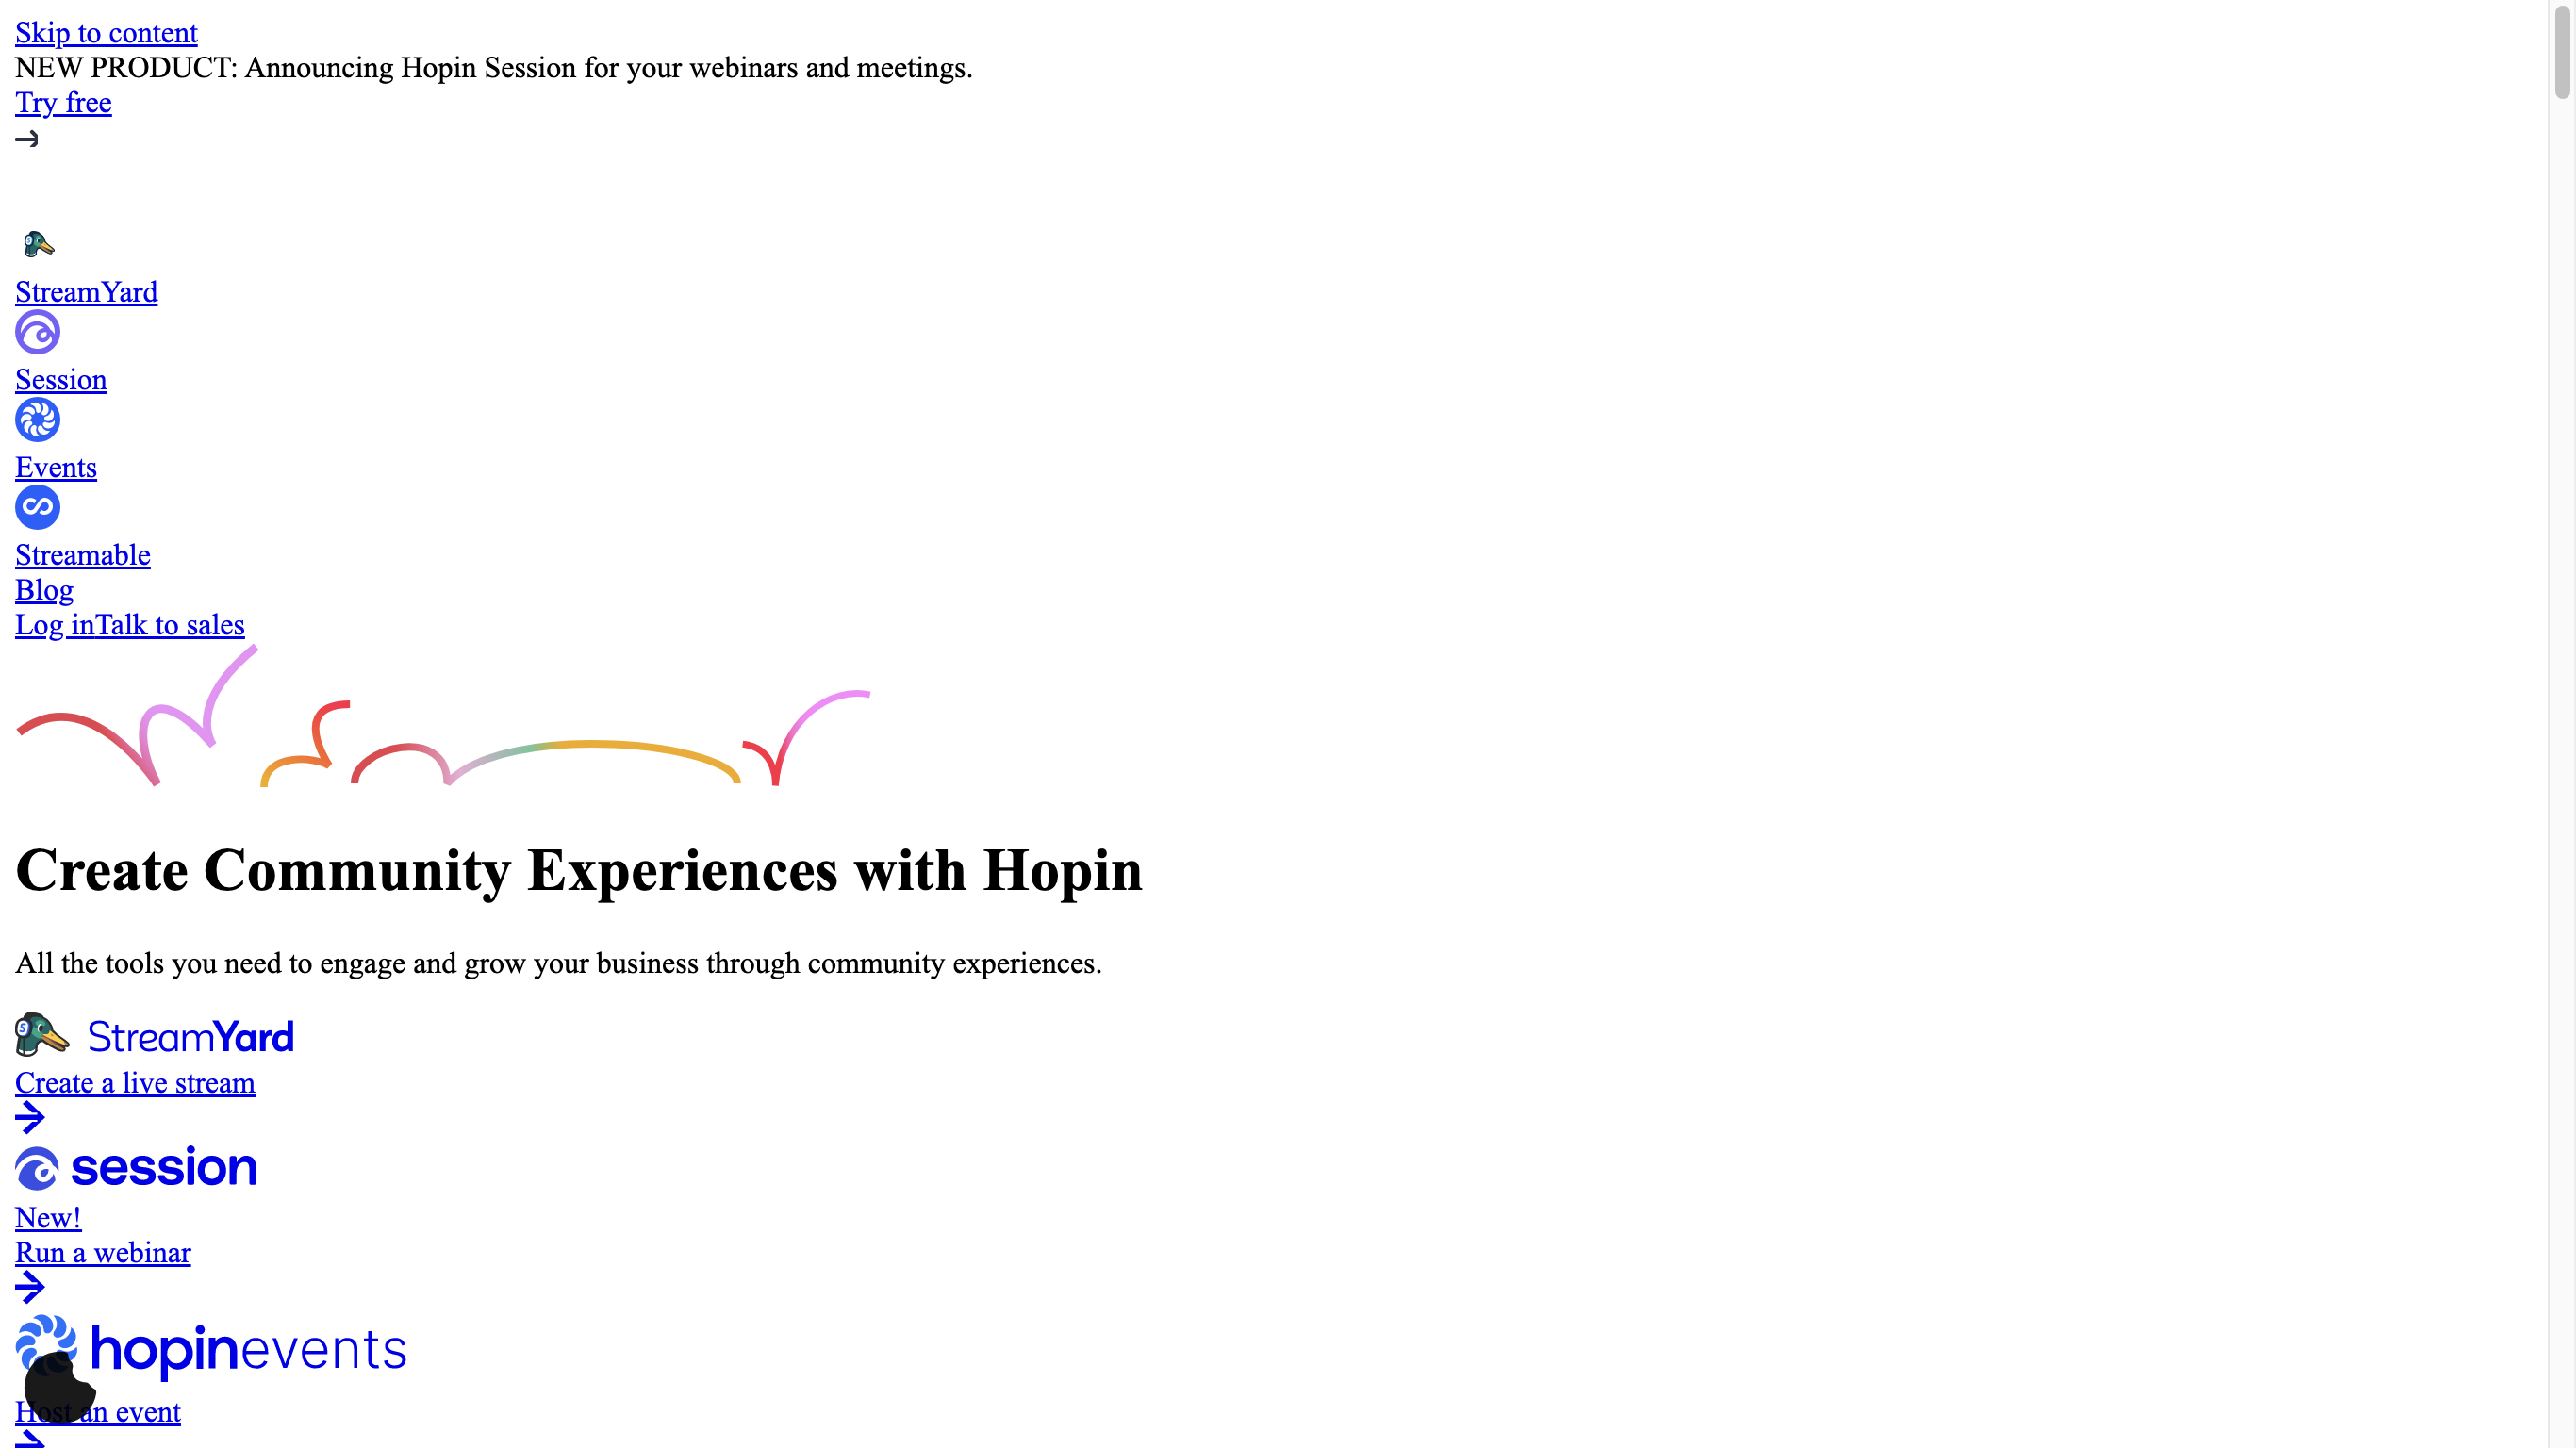 Skip to content
NEW PRODUCT: Announcing Hopin Session for your webinars and meetings.
Try free
StreamYard
Session
Events
Streamable
Blog
Log inTalk to sales
Create Community Experiences with Hopin
All the tools you need to engage and grow your business through community experiences.
StreamYard
Create a live stream
session
New!
Run a webinar
hopinevents
Host an event